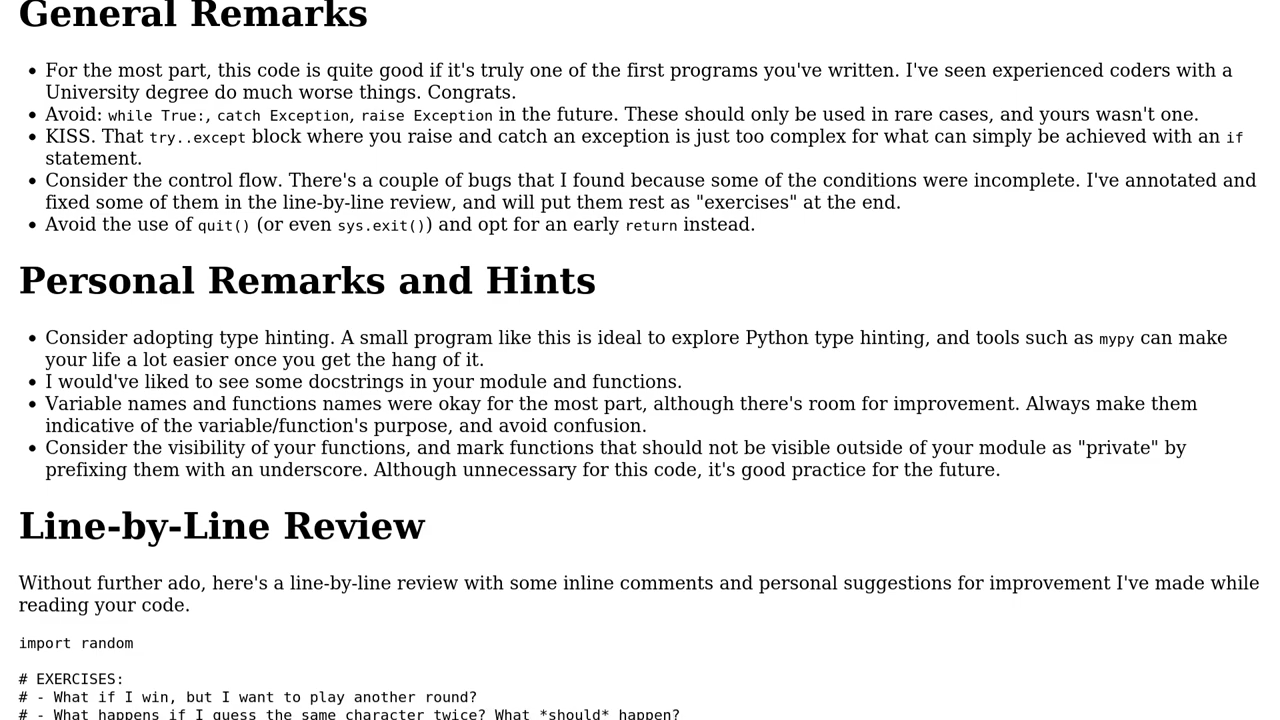 General Remarks
• For the most part, this code is quite good if it's truly one of the first programs you've written. I've seen experienced coders with a
University degree do much worse things. Congrats.
• Avoid: while True:, catch Exception, raise Exception in the future. These should only be used in rare cases, and yours wasn't one.
• KISS. That try..except block where you raise and catch an exception is just too complex for what can simply be achieved with an if
statement.
• Consider the control flow. There's a couple of bugs that I found because some of the conditions were incomplete. I've annotated and
fixed some of them in the line-by-line review, and will put them rest as "exercises" at the end.
• Avoid the use of quit() (or even sys.exit()) and opt for an early return instead.
Personal Remarks and Hints
• Consider adopting type hinting. A small program like this is ideal to explore Python type hinting, and tools such as mypy can make
your life a lot easier once you get the hang of it.
• I would've liked to see some docstrings in your module and functions.
• Variable names and functions names were okay for the most part, although there's room for improvement. Always make them
indicative of the variable/function's purpose, and avoid confusion.
• Consider the visibility of your functions, and mark functions that should not be visible outside of your module as "private" by
prefixing them with an underscore. Although unnecessary for this code, it's good practice for the future.
Line-by-Line Review
Without further ado, here's a line-by-line review with some inline comments and personal suggestions for improvement I've made while
reading your code.
import random
# EXERCISES:
# - What if I win, but I want to play another round?
# - What happens if I guess the same character twice? What *should* happen?